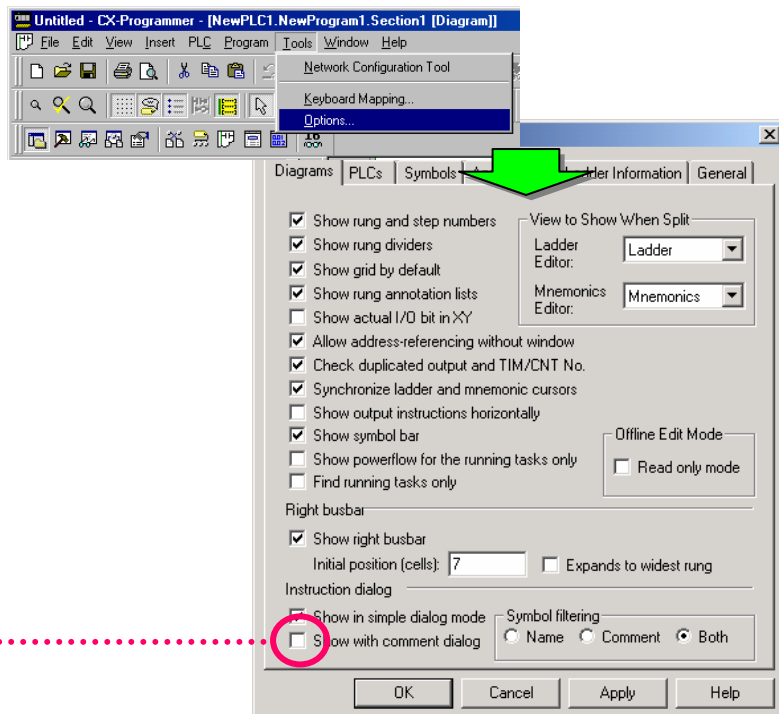 Untitled - CX-Programmer - [NewPLC1.NewProgram1.Section1 [Diagram]]
File Edit View Insert PLC Program Tools Window Help
Network Configuration Tool
Keyboard Mapping...
Options...
16
Diagrams PLCs Symbols A der Information General
Show rung and step numbers
Show rung dividers
Show grid by default
Show rung annotation lists
Show actual I/O bit in XY
Allow address-referencing without window
Check duplicated output and TIM/CNT No.
Synchronize ladder and mnemonic cursors
Show output instructions horizontally
Show symbol bar
Show powerflow for the running tasks only
Find running tasks only
View to Show When Split
Ladder Editor: Ladder
Mnemonics Editor: Mnemonics
Offline Edit Mode
Read only mode
Right busbar
Show right busbar
Initial position (cells): 7 Expands to widest rung
Instruction dialog
Show in simple dialog mode
Show with comment dialog
Symbol filtering
Name Comment Both
OK Cancel Apply Help